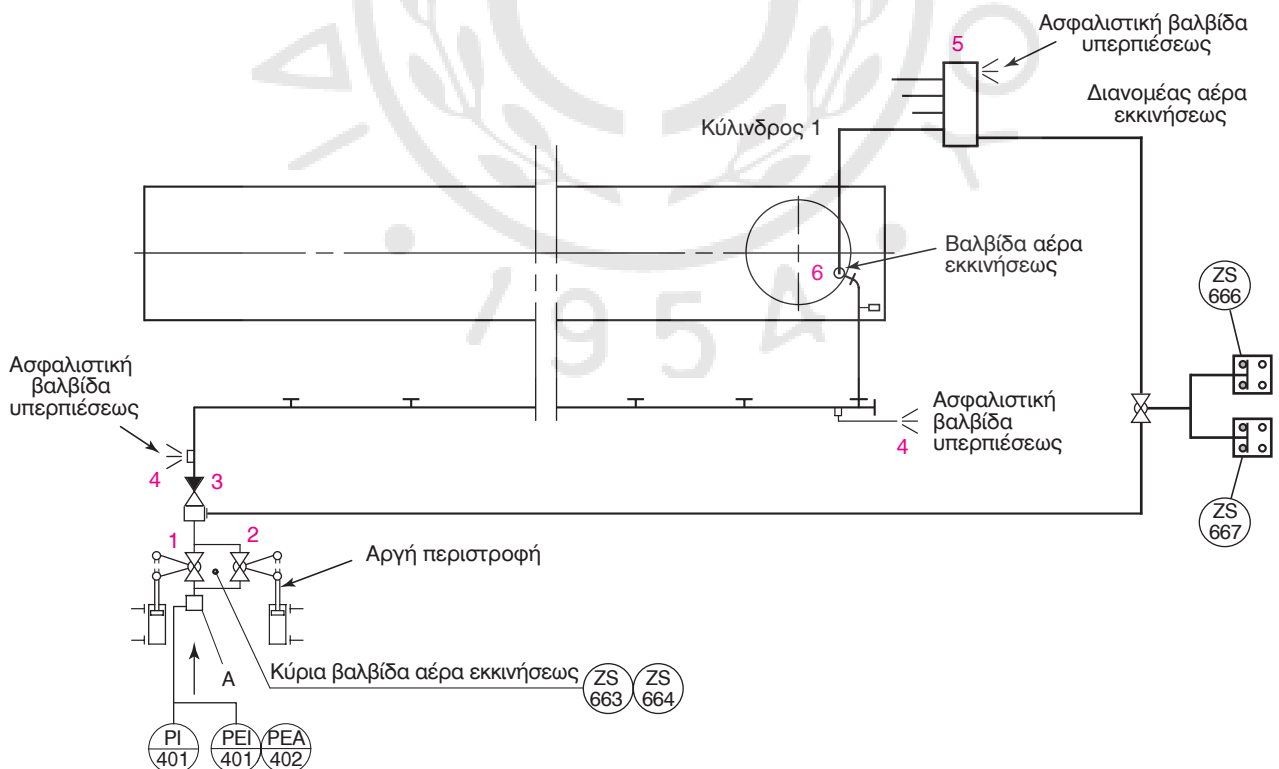 Ασφαλιστική βαλβίδα
υπερπιέσεως
5
Διανομέας αέρα
εκκινήσεως
Κύλινδρος 1
Βαλβίδα αέρα
εκκινήσεως
6
ZS
666
1954
Ασφαλιστική
βαλβίδα
υπερπιέσεως
Ασφαλιστική
βαλβίδα
υπερπιέσεως
4
4
3
ZS
667
1
2
Αργή περιστροφή
A
Κύρια βαλβίδα αέρα εκκινήσεως
ZS
663
ZS
664
PI
401
PEI
401
PEA
402